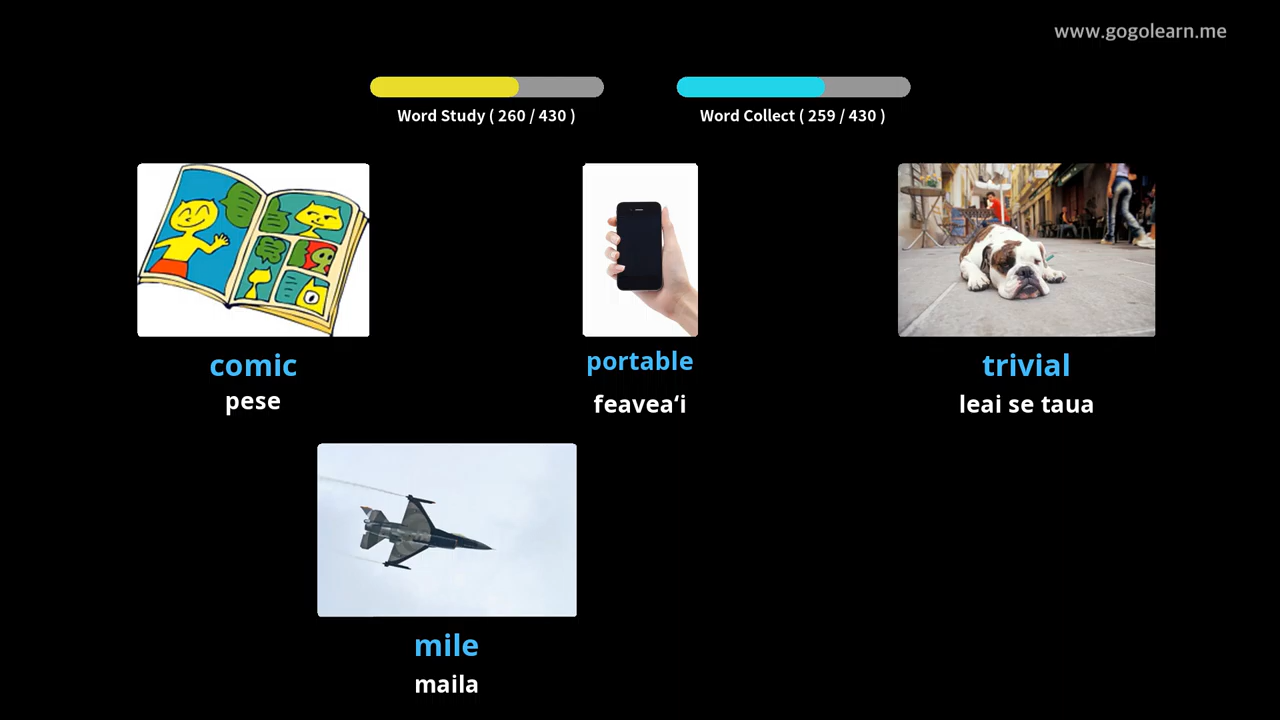 www.gogolearn.me
Word Study ( 260 / 430 )
Word Collect ( 259 / 430 )
comic
pese
portable
feavea‘i
trivial
leai se taua
mile
maila